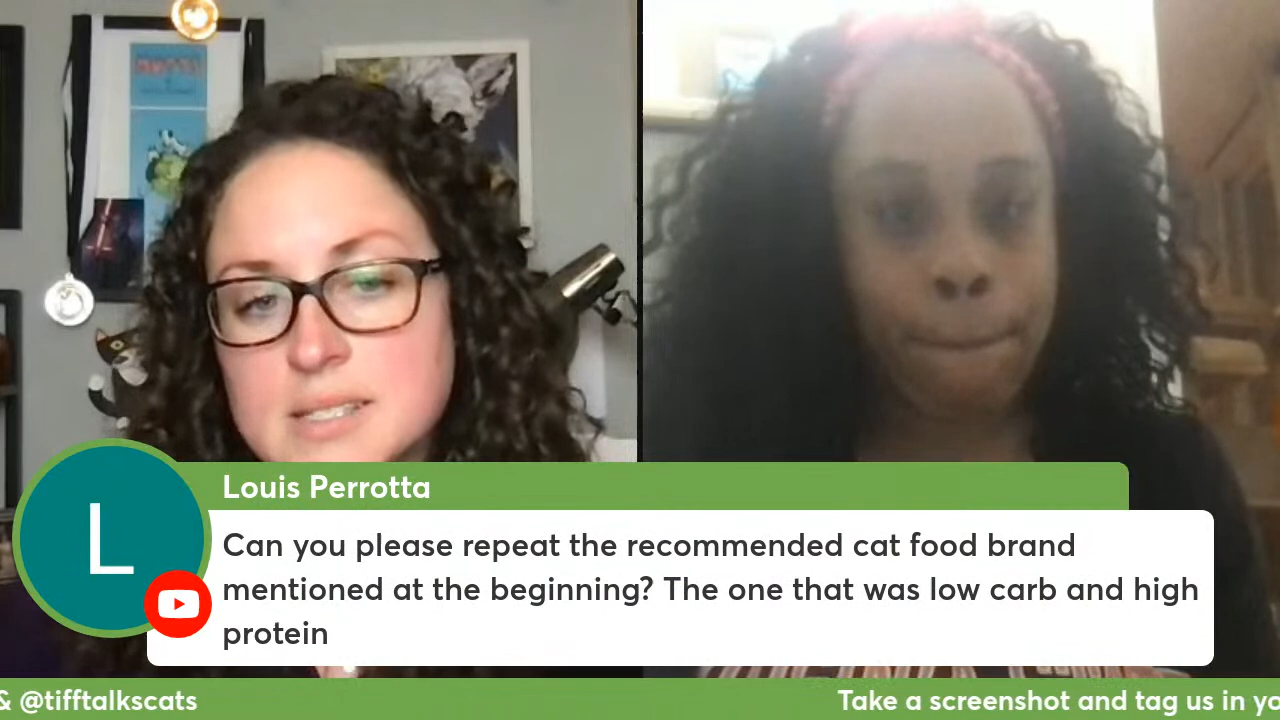 Louis Perrotta
L
Can you please repeat the recommended cat food brand
mentioned at the beginning? The one that was low carb and high
protein
& @tifftalkscats
Take a screenshot and tag us in yo